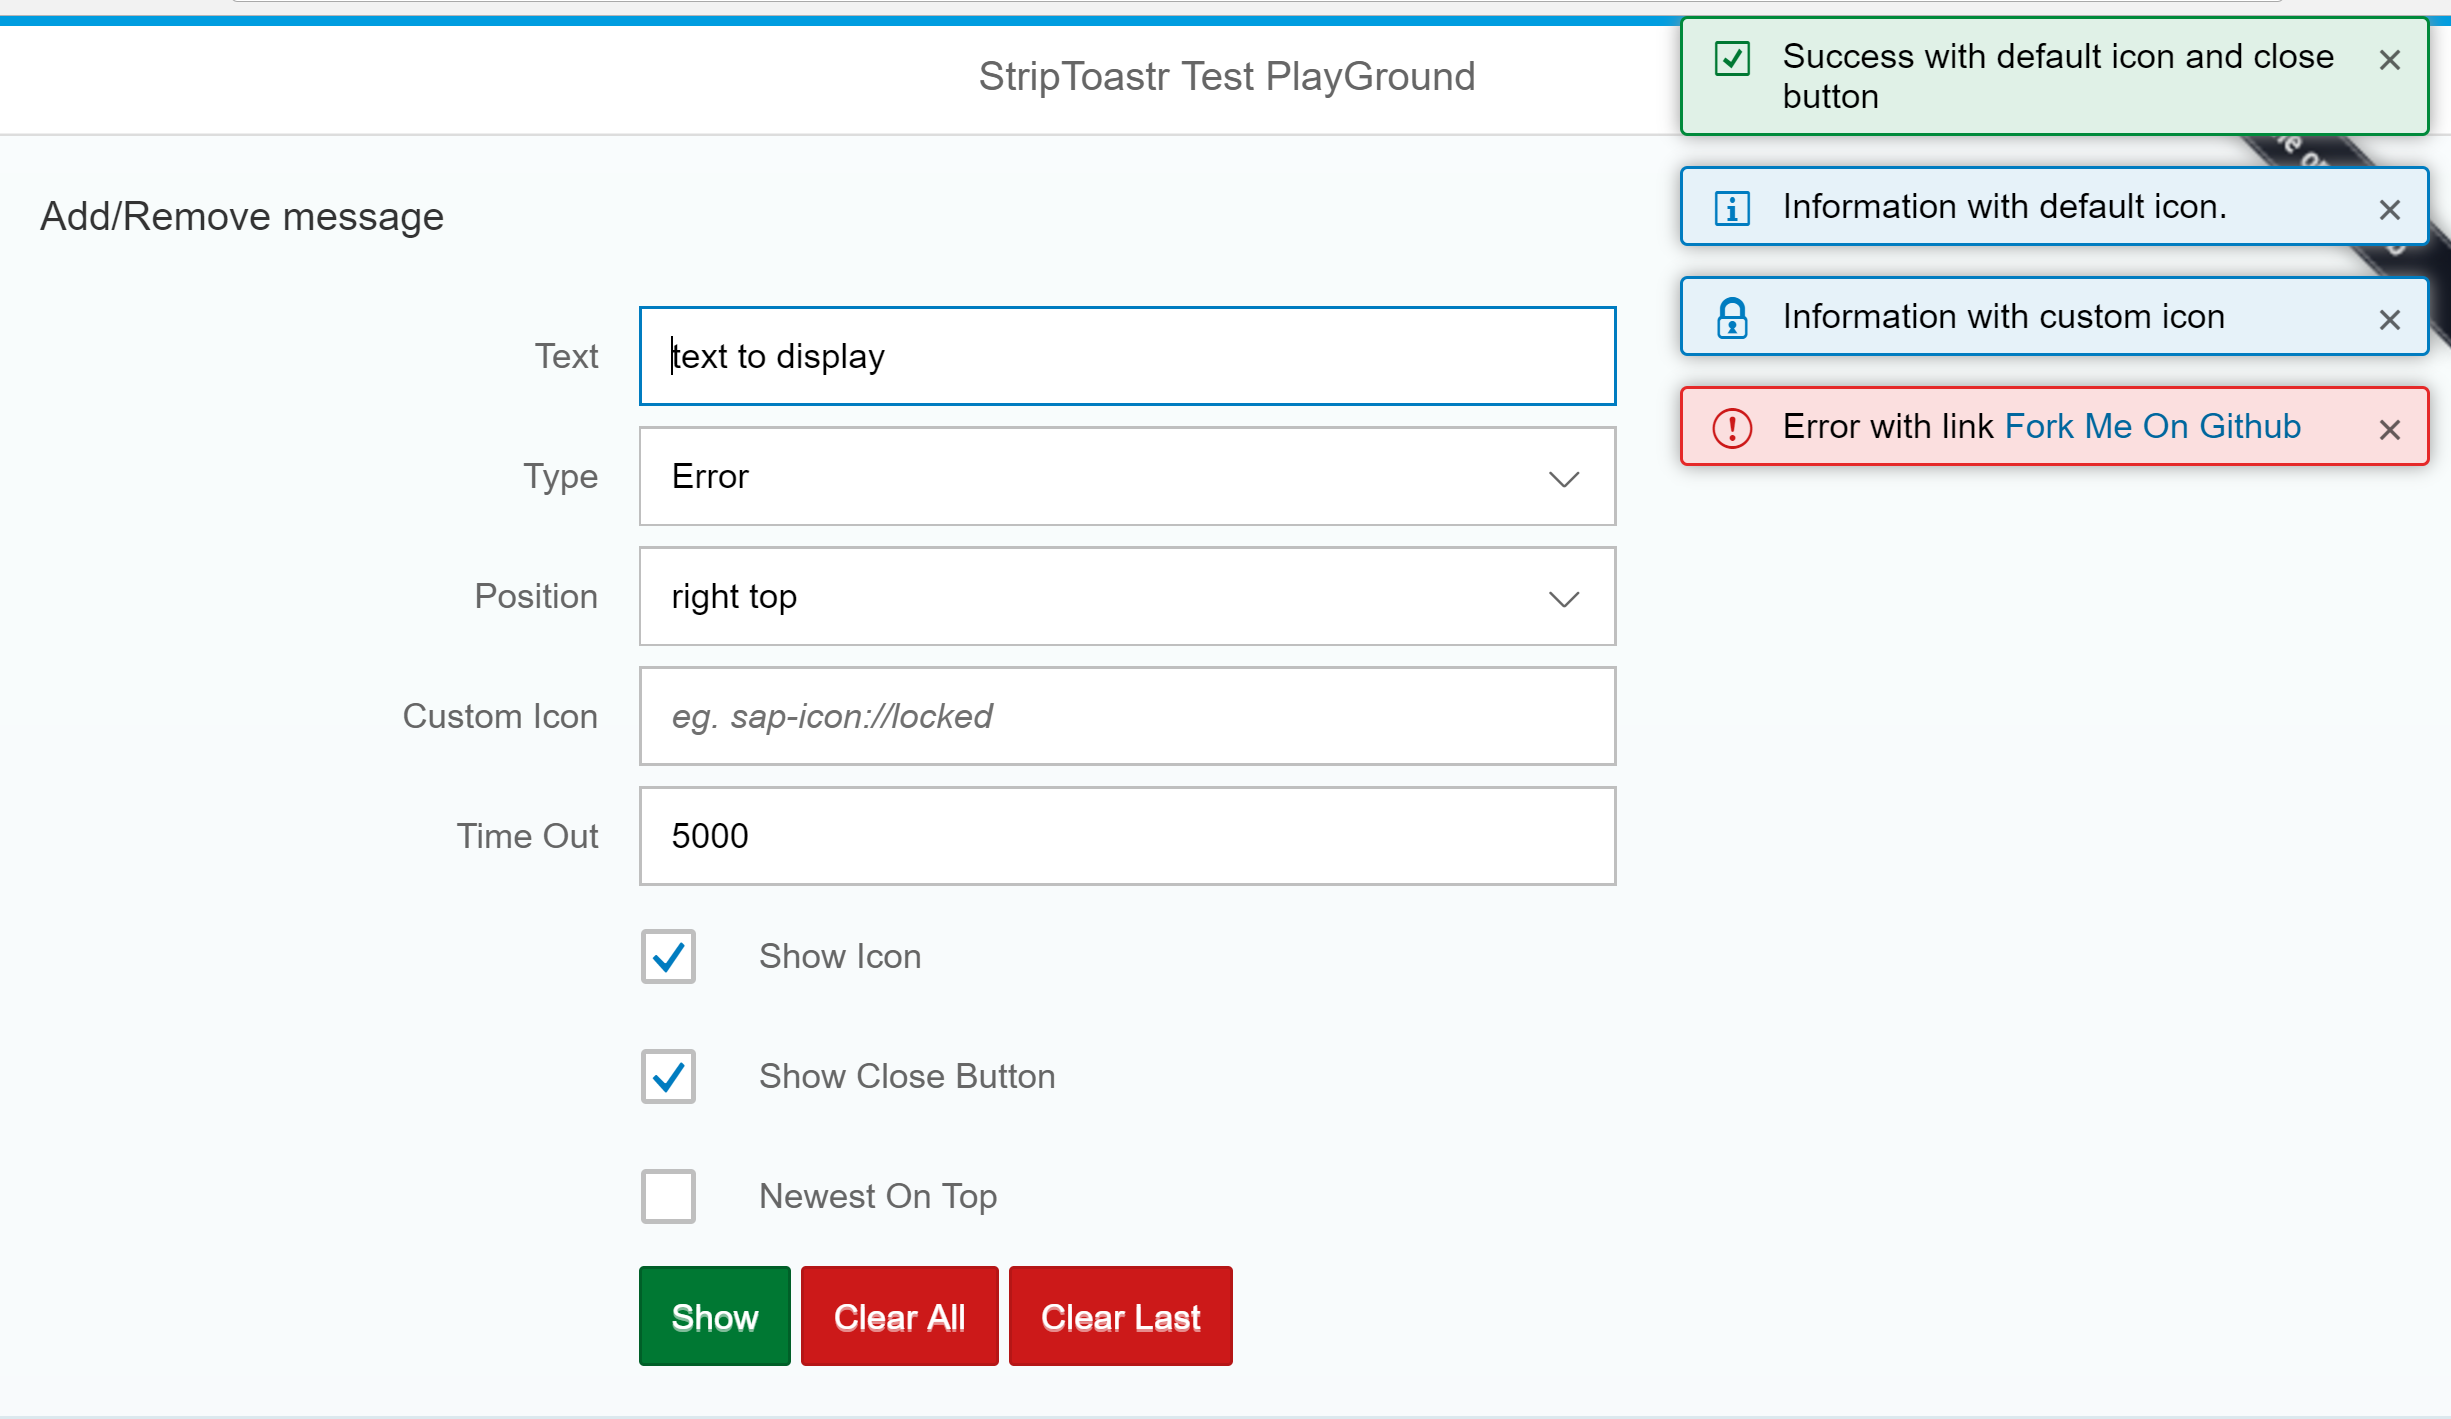 StripToastr Test PlayGround
Success with default icon and close
button
Information with default icon.
Information with custom icon
Error with link Fork Me On Github
Add/Remove message
Text
text to display
Type
Error
Position
right top
Custom Icon
eg. sap-icon://locked
Time Out
5000
Show Icon
Show Close Button
Newest On Top
Show
Clear All
Clear Last